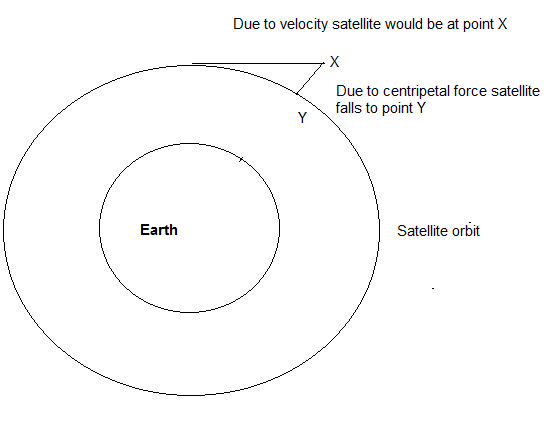 Due to velocity satellite would be at point X
X
Due to centripetal force satellite
falls to point Y
Y
Earth
Satellite orbit